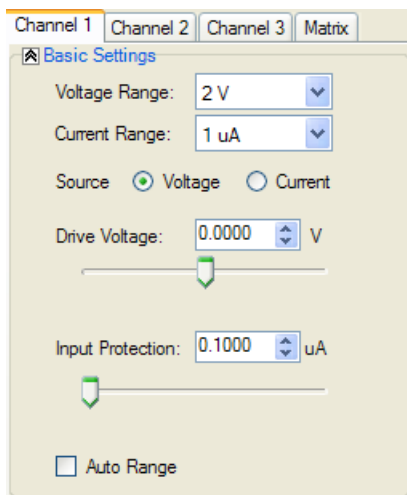 Channel 1 Channel 2 Channel 3 Matrix
Basic Settings
Voltage Range: 2 V
Current Range: 1 uA
Source Voltage Current
Drive Voltage: 0.0000 V
Input Protection: 0.1000 uA
Auto Range